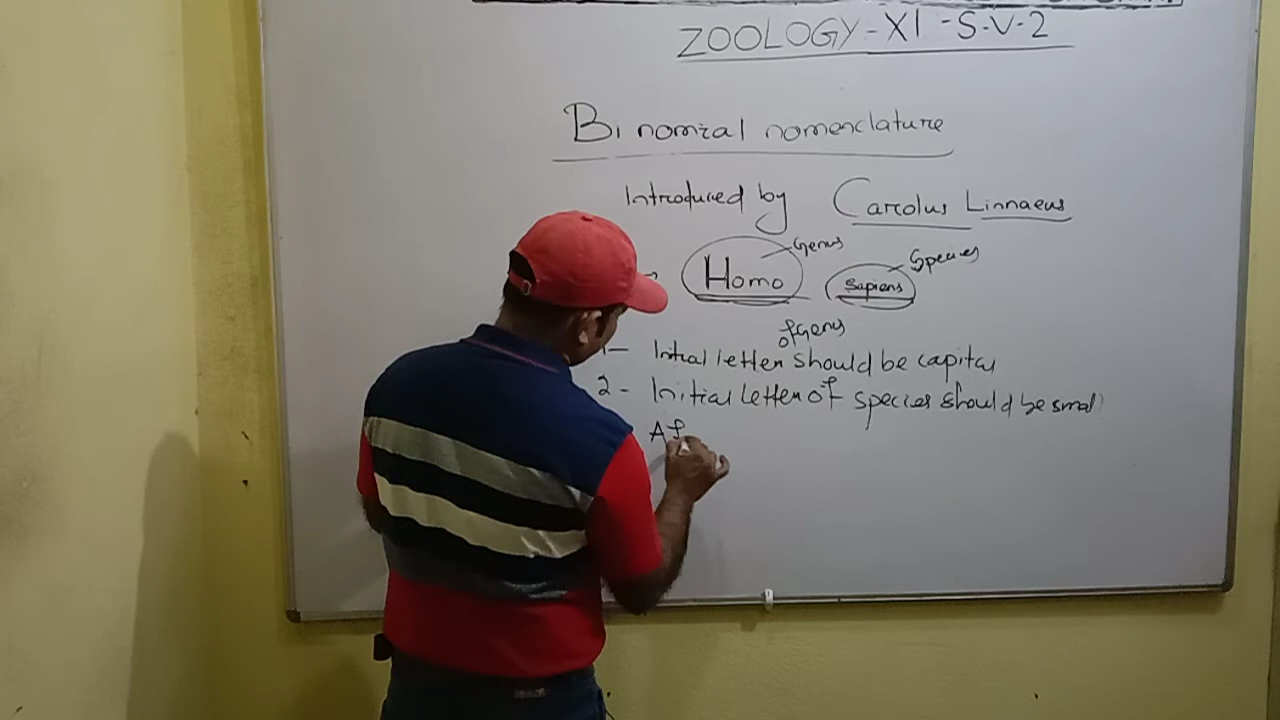 ZOOLOGY-XI-S.V-2
Binomial nomenclature
Introduced by Carolus Linnaeus
Genus
Species
Homo sapiens
of Genus
1- Initial letter should be capital
2- Initial letter of species should be small
Af